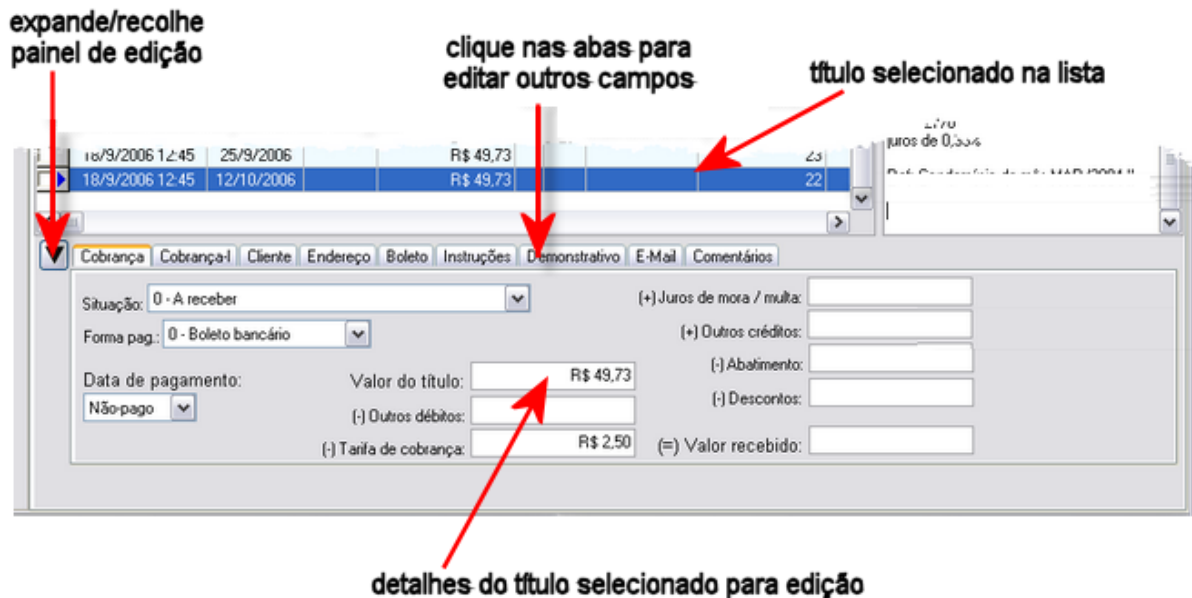 expande/recolhe
painel de edição
clique nas abas para
editar outros campos
título selecionado na lista
18/9/2006 12:45 25/9/2006 R$ 49,73 23
juros de 0,33%
18/9/2006 12:45 12/10/2006 R$ 49,73 22
Cobrança Cobrança-I Cliente Endereço Boleto Instruções Demonstrativo E-Mail Comentários
Situação: 0 - A receber
(+) Juros de mora / multa:
Forma pag.: 0 - Boleto bancário
(+) Outros créditos:
(-) Abatimento:
Data de pagamento:
Valor do título: R$ 49,73
Não-pago
(-) Descontos:
(-) Outros débitos:
(-) Tarifa de cobrança: R$ 2,50
(=) Valor recebido:
detalhes do título selecionado para edição